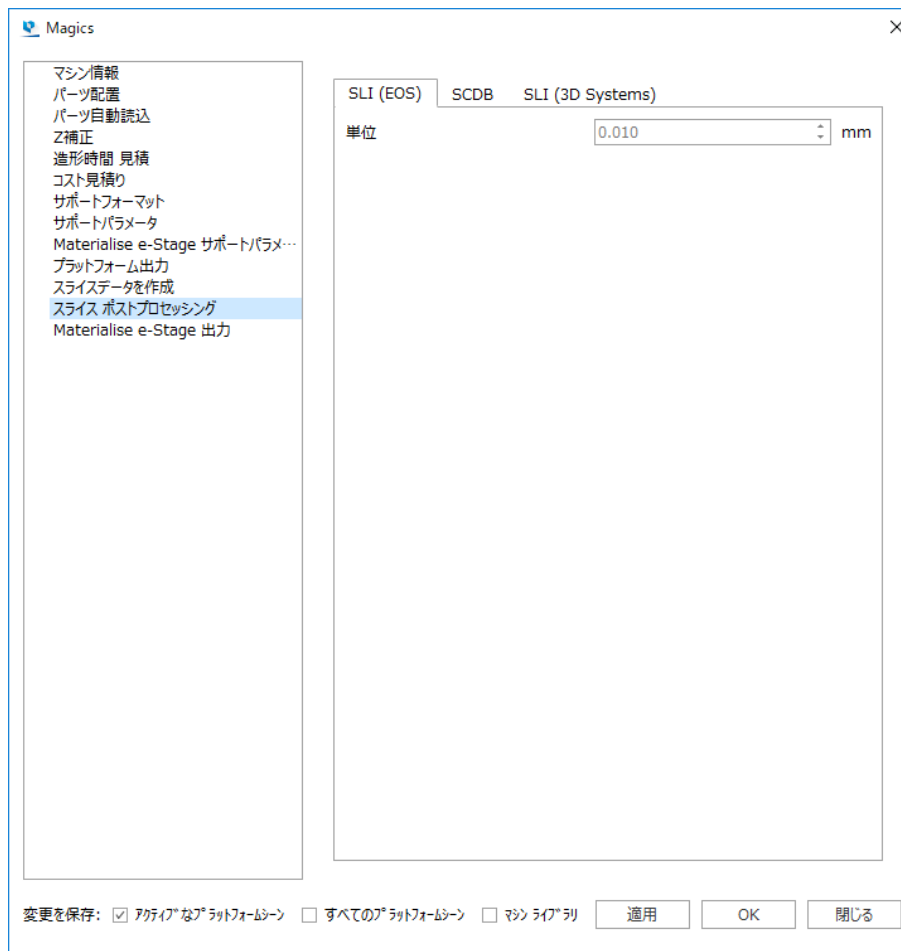 Magics
マシン情報
パーツ配置
パーツ自動読込
Z補正
造形時間 見積
コスト見積り
サポートフォーマット
サポートパラメータ
Materialise e-Stage サポートパラメ…
プラットフォーム出力
スライスデータを作成
スライス ポストプロセッシング
Materialise e-Stage 出力
SLI (EOS) SCDB SLI (3D Systems)
単位 0.010 mm
変更を保存: アクティブなプラットフォームシーン すべてのプラットフォームシーン マシン ライブラリ 適用 OK 閉じる